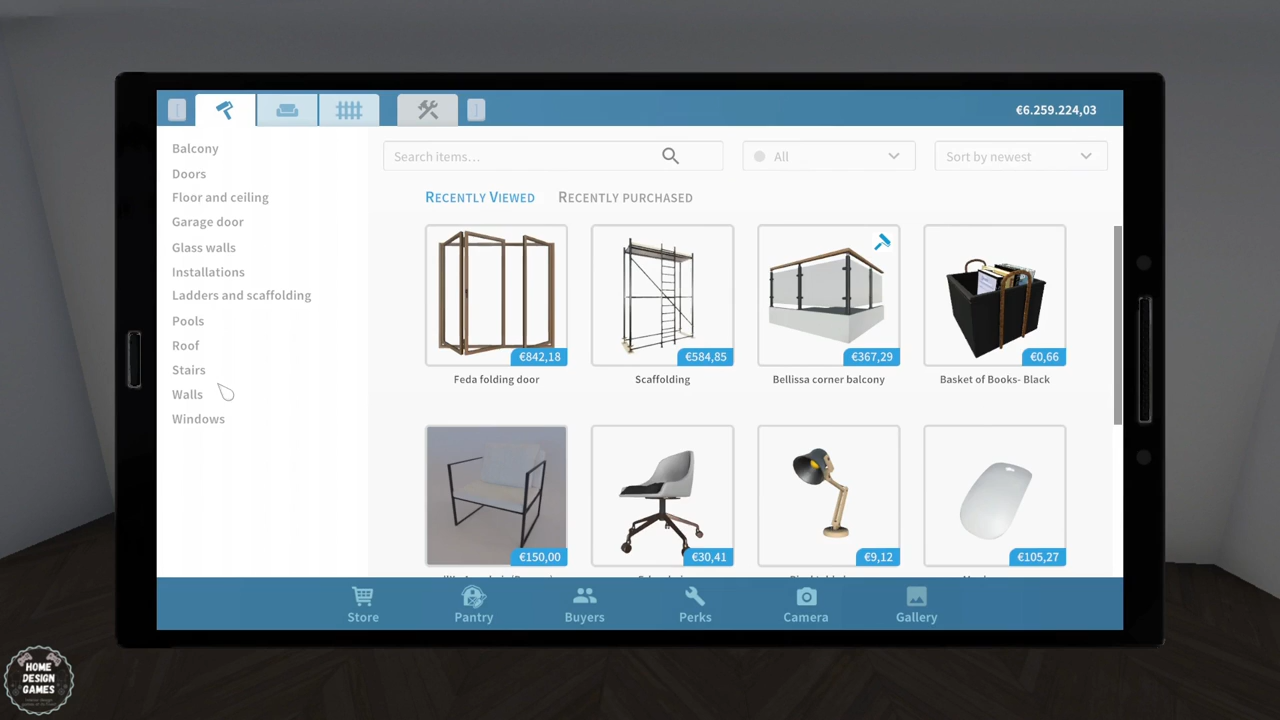 €6.259.224,03
Balcony
Doors
Floor and ceiling
Garage door
Glass walls
Installations
Ladders and scaffolding
Pools
Roof
Stairs
Walls
Windows
Search items...
All
Sort by newest
RECENTLY VIEWED
RECENTLY PURCHASED
€842,18
€584,85
€367,29
€0,66
Feda folding door
Scaffolding
Bellissa corner balcony
Basket of Books- Black
€150,00
€30,41
€9,12
€105,27
Store
Pantry
Buyers
Perks
Camera
Gallery
HOME
DESIGN
GAMES